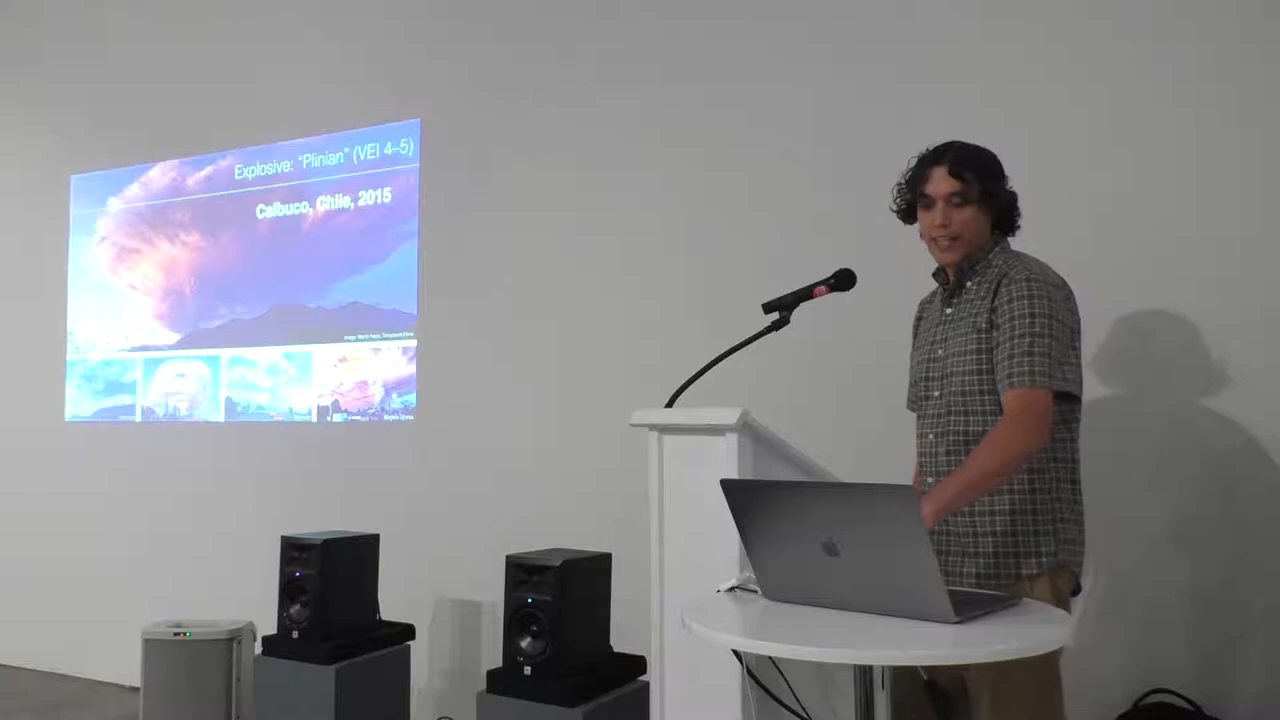 Explosive: "Plinian" (VEI 4–5)
Calbuco, Chile, 2015